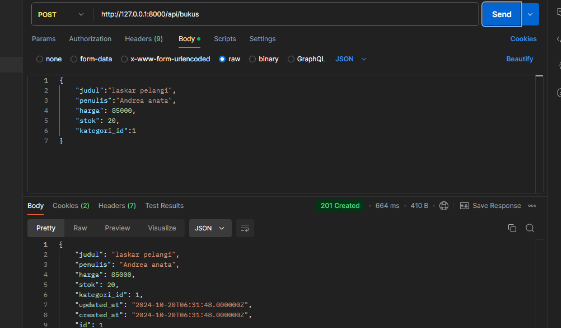 POST http://127.0.0.1:8000/api/bukus Send
Params Authorization Headers (9) Body Scripts Settings Cookies
none form-data x-www-form-urlencoded raw binary GraphQL JSON Beautify
1 {
2 "judul":"laskar pelangi",
3 "penulis":"Andrea anata",
4 "harga": 85000,
5 "stok": 20,
6 "kategori_id":1
7 }
Body Cookies (2) Headers (7) Test Results 201 Created 664 ms 410 B Save Response
Pretty Raw Preview Visualize JSON
1 {
2 "judul": "laskar pelangi",
3 "penulis": "Andrea anata",
4 "harga": 85000,
5 "stok": 20,
6 "kategori_id": 1,
7 "updated_at": "2024-10-20T06:31:48.000000Z",
8 "created_at": "2024-10-20T06:31:48.000000Z",
9 "id": 1